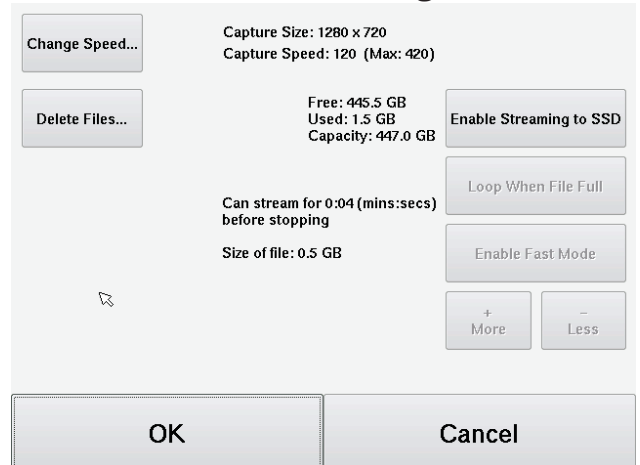 Change Speed...
Capture Size: 1280 x 720
Capture Speed: 120 (Max: 420)
Delete Files...
Free: 445.5 GB
Used: 1.5 GB
Capacity: 447.0 GB
Enable Streaming to SSD
Loop When File Full
Can stream for 0:04 (mins:secs)
before stopping
Size of file: 0.5 GB
Enable Fast Mode
+
More
–
Less
OK
Cancel